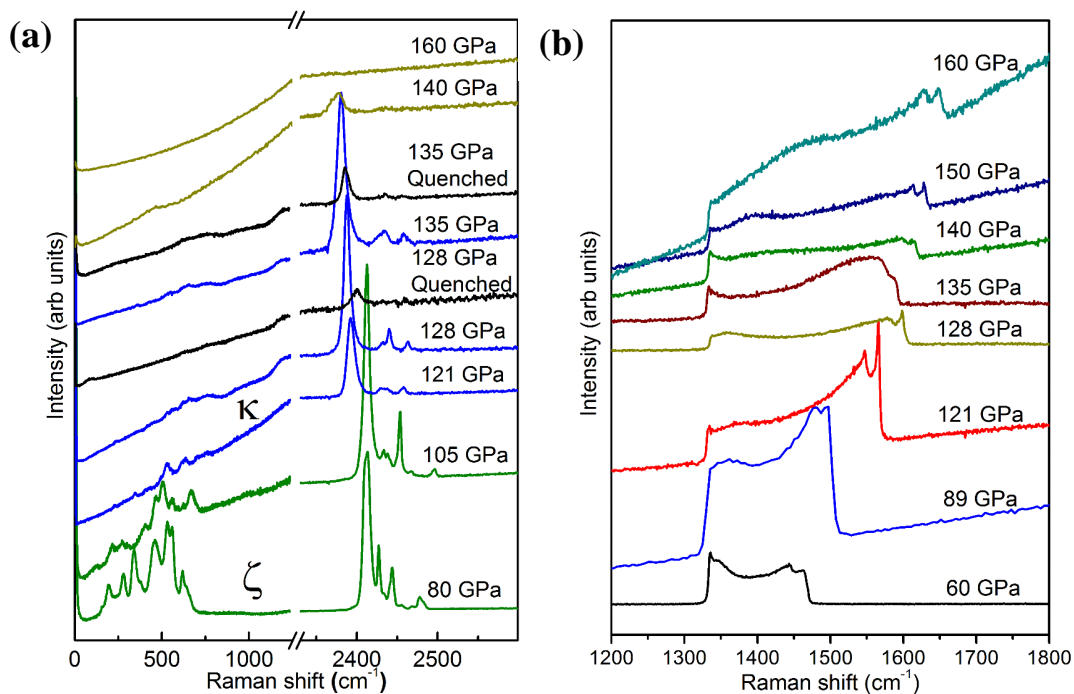 (a)
160 GPa
140 GPa
135 GPa
Quenched
135 GPa
128 GPa
Quenched
128 GPa
121 GPa
κ
105 GPa
ζ
80 GPa
Intensity (arb units)
0 500 1000 2400 2500
Raman shift (cm-1)
(b)
160 GPa
150 GPa
140 GPa
135 GPa
128 GPa
121 GPa
89 GPa
60 GPa
Intensity (arb units)
1200 1300 1400 1500 1600 1700 1800
Raman shift (cm-1)